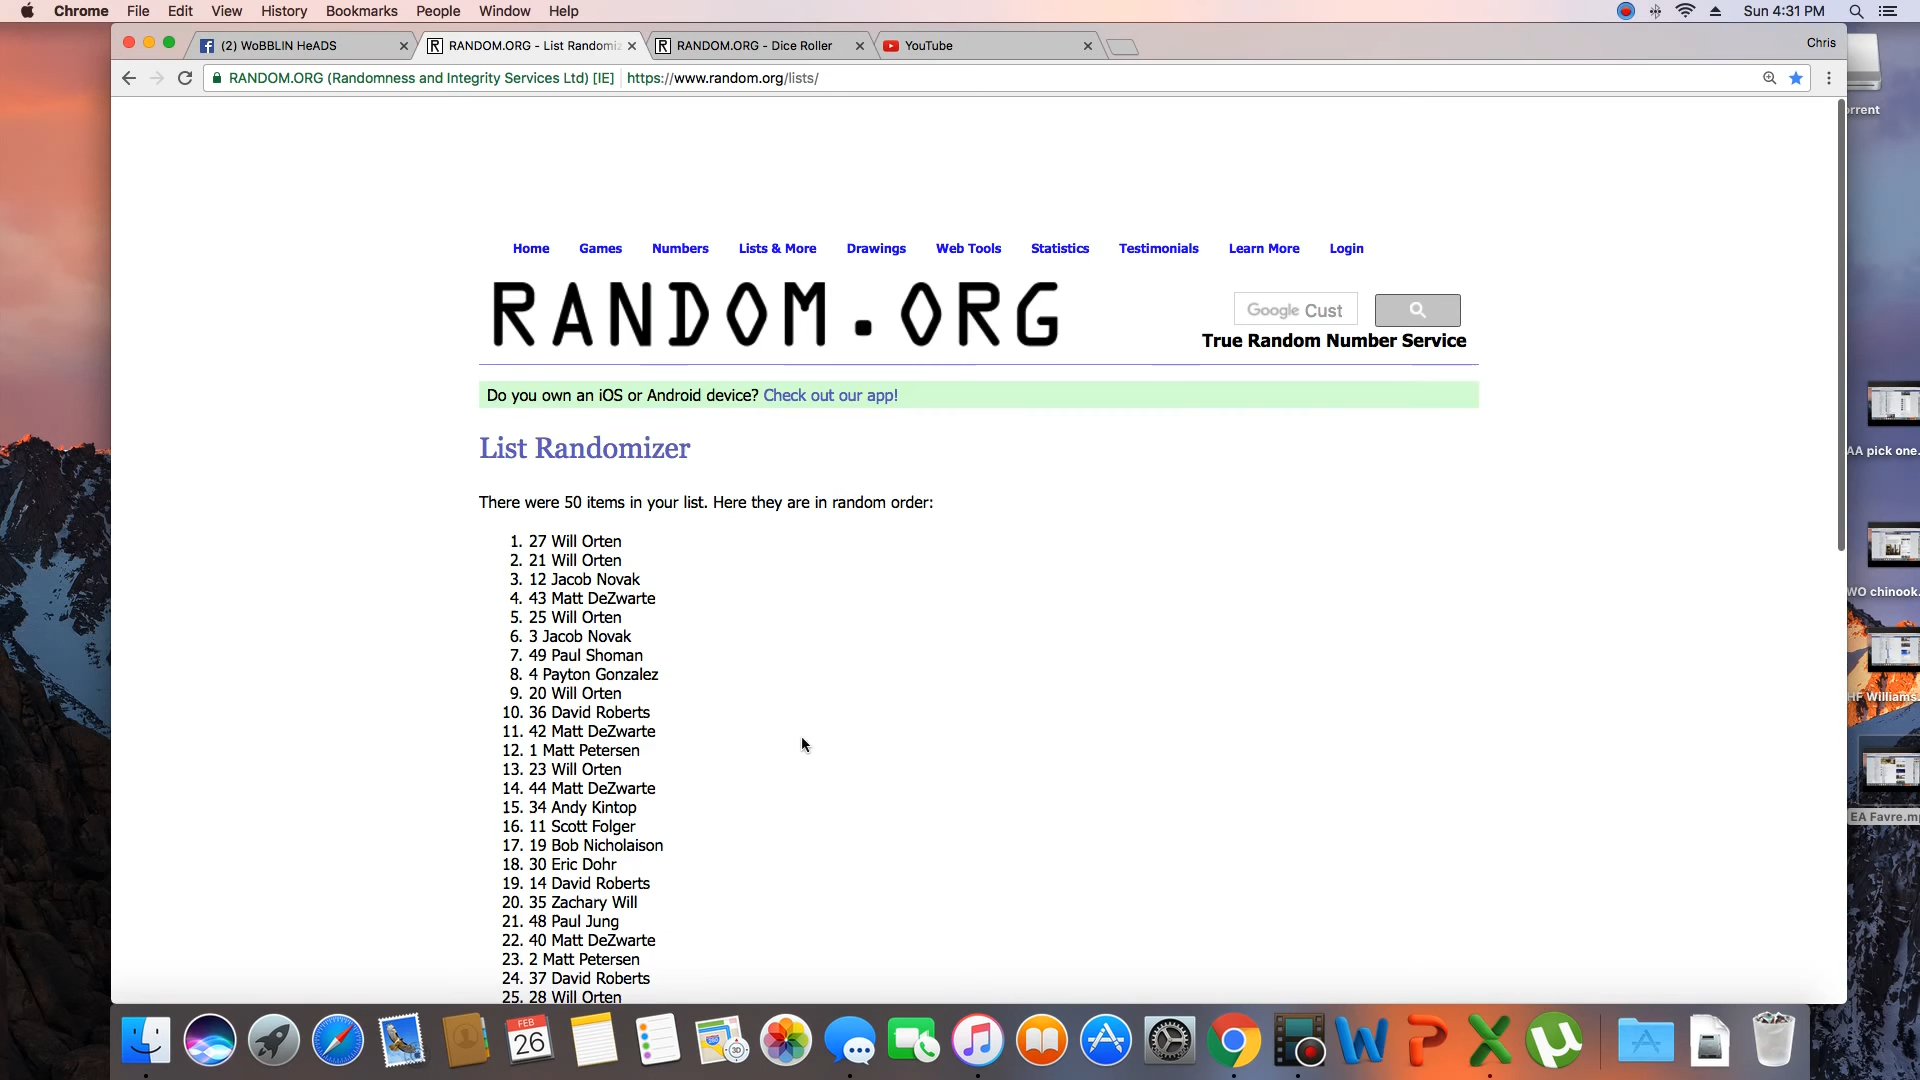 Chrome File Edit View History Bookmarks People Window Help Sun 4:31 PM
(2) WoBBLIN HeADS RANDOM.ORG - List Randomiz RANDOM.ORG - Dice Roller YouTube Chris
RANDOM.ORG (Randomness and Integrity Services Ltd) [IE] https://www.random.org/lists/
orrent
Home Games Numbers Lists & More Drawings Web Tools Statistics Testimonials Learn More Login
RANDOM.ORG
Google Cust
True Random Number Service
Do you own an iOS or Android device? Check out our app!
List Randomizer
AA pick one.
There were 50 items in your list. Here they are in random order:
1. 27 Will Orten
2. 21 Will Orten
3. 12 Jacob Novak
WO chinook.
4. 43 Matt DeZwarte
5. 25 Will Orten
6. 3 Jacob Novak
7. 49 Paul Shoman
8. 4 Payton Gonzalez
9. 20 Will Orten
HF Williams.
10. 36 David Roberts
11. 42 Matt DeZwarte
12. 1 Matt Petersen
13. 23 Will Orten
14. 44 Matt DeZwarte
15. 34 Andy Kintop
EA Favre.mp
16. 11 Scott Folger
17. 19 Bob Nicholaison
18. 30 Eric Dohr
19. 14 David Roberts
20. 35 Zachary Will
21. 48 Paul Jung
22. 40 Matt DeZwarte
23. 2 Matt Petersen
24. 37 David Roberts
25. 28 Will Orten
FEB
26